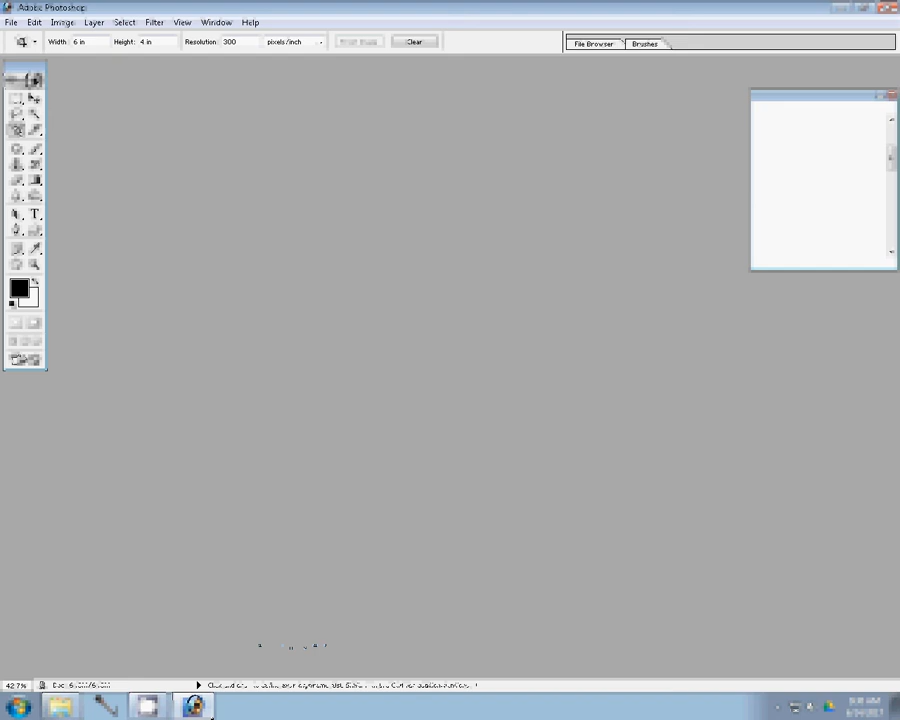 Adobe Photoshop
File Edit Image Layer Select Filter View Window Help
Width: 6 in Height: 4 in Resolution: 300 pixels/inch Clear File Browser Brushes
T
42.7% Doc: